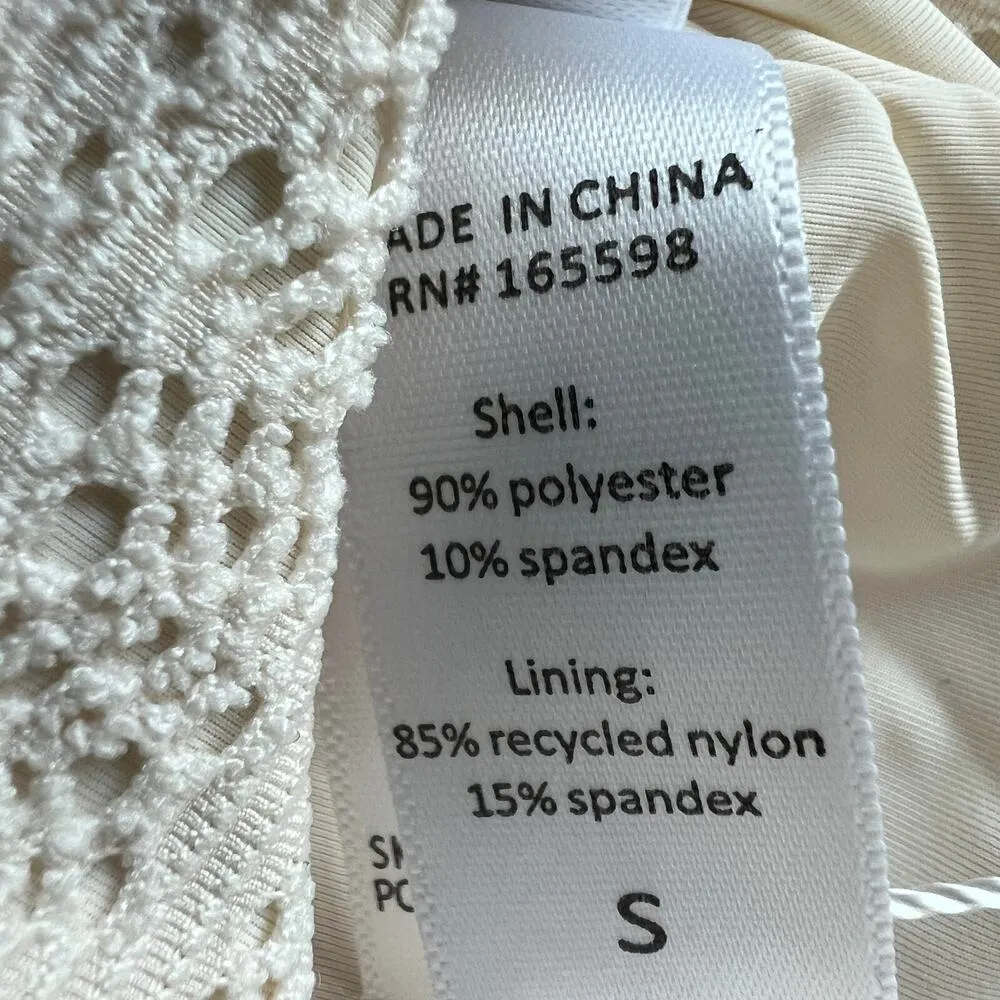 ADE IN CHINA
RN# 165598
Shell:
90% polyester
10% spandex
Lining:
85% recycled nylon
15% spandex
S